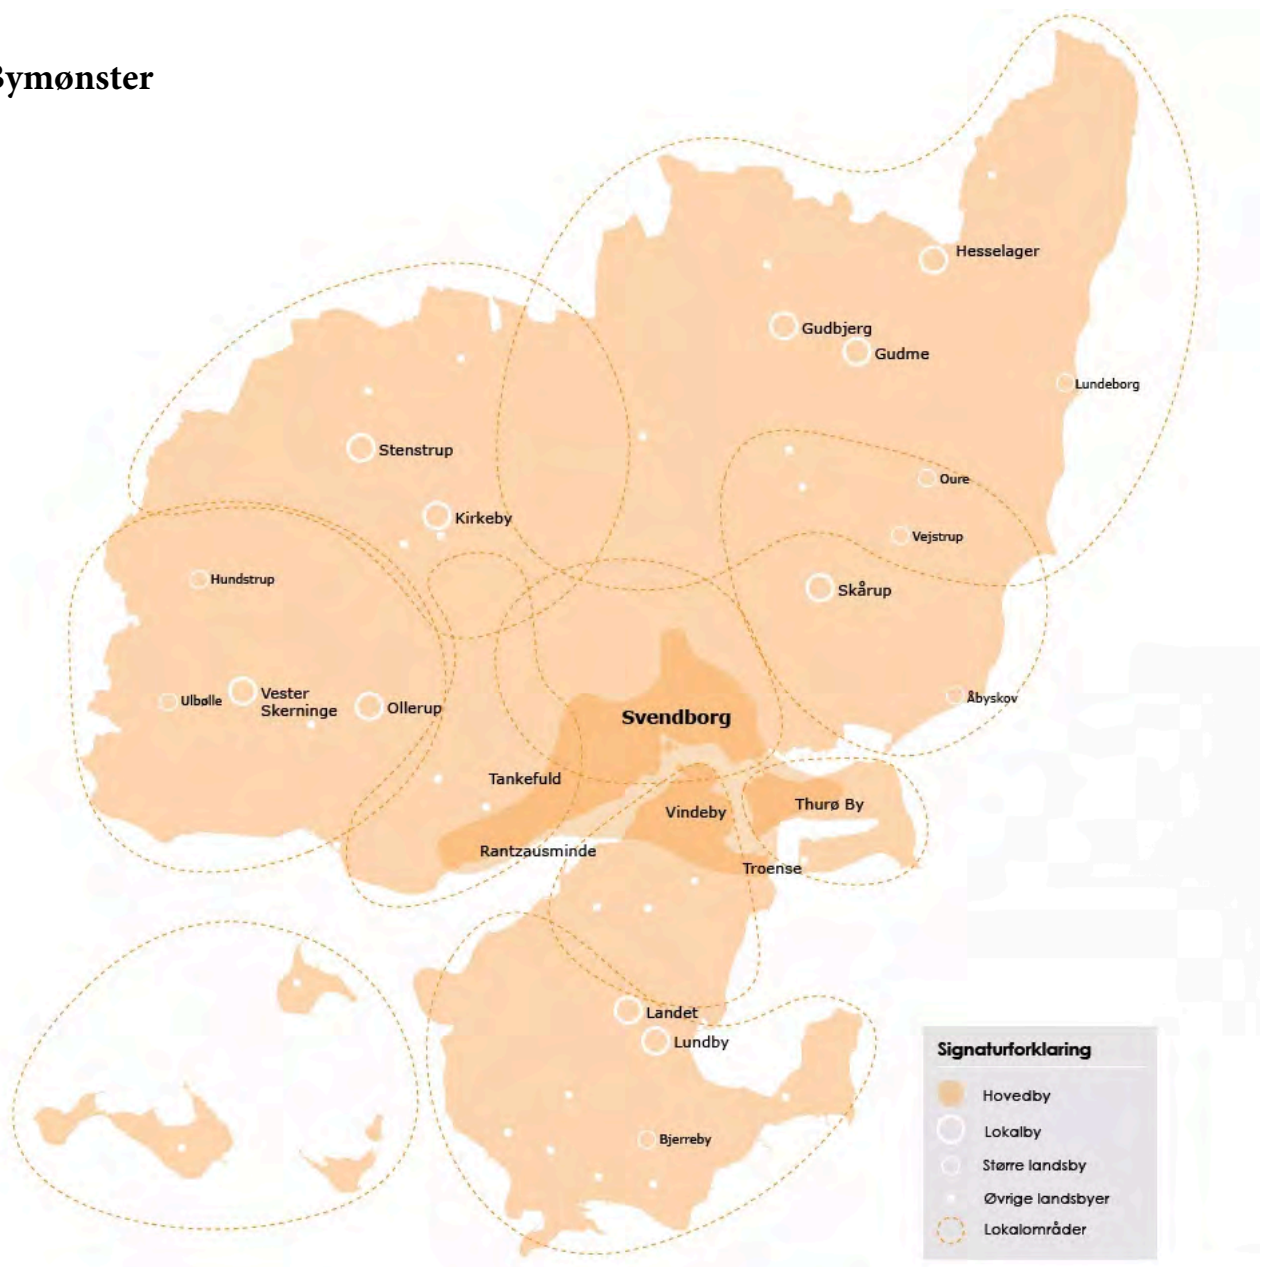 Bymønster
Hesselager
Gudbjerg
Gudme
Lundeborg
Stenstrup
Oure
Kirkeby
Vejstrup
Hundstrup
Skårup
Ulbølle
Vester
Skerninge
Ollerup
Åbyskov
Svendborg
Tankefuld
Vindeby
Thurø By
Rantzausminde
Troense
Landet
Lundby
Bjerreby
Signaturforklaring
Hovedby
Lokalby
Større landsby
Øvrige landsbyer
Lokalområder